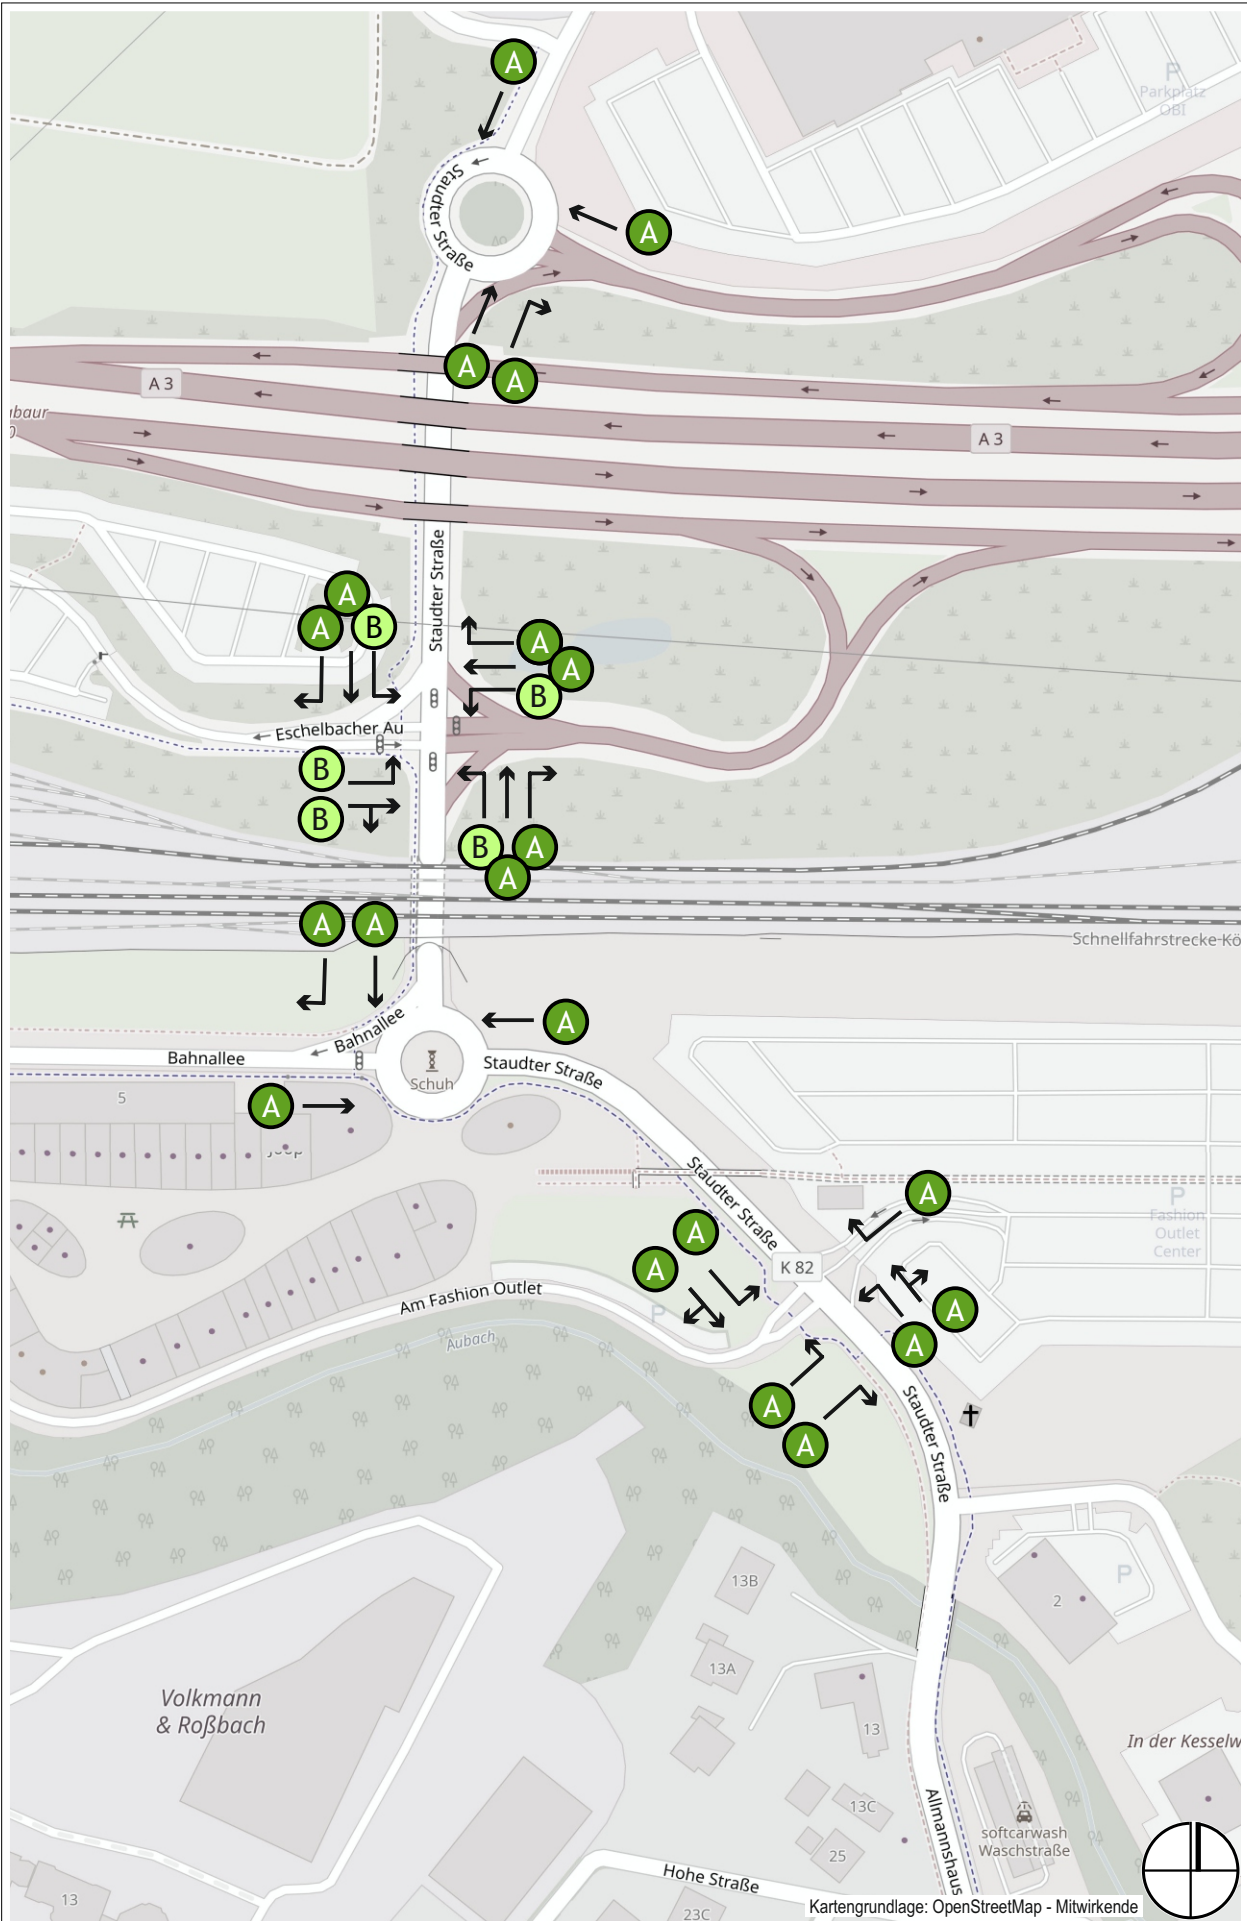 A
P
Parkplatz
OBI
Staudter Straße
A
A
A
A 3
A 3
Staudter Straße
A
A
B
A
A
B
Eschelbacher Au
B
B
B
A
A
A
A
Schnellfahrstrecke Kö
A
Bahnallee
Bahnallee
Staudter Straße
Schuh
5
A
Staudter Straße
A
P
Fashion
Outlet
Center
A
A
K 82
Am Fashion Outlet
P
A
A
Aubach
A
A
Staudter Straße
13B
2
P
13A
Volkmann
& Roßbach
13
In der Kesselw
13C
Allmannshaus
softcarwash
Waschstraße
25
Hohe Straße
13
23C
Kartengrundlage: OpenStreetMap - Mitwirkende